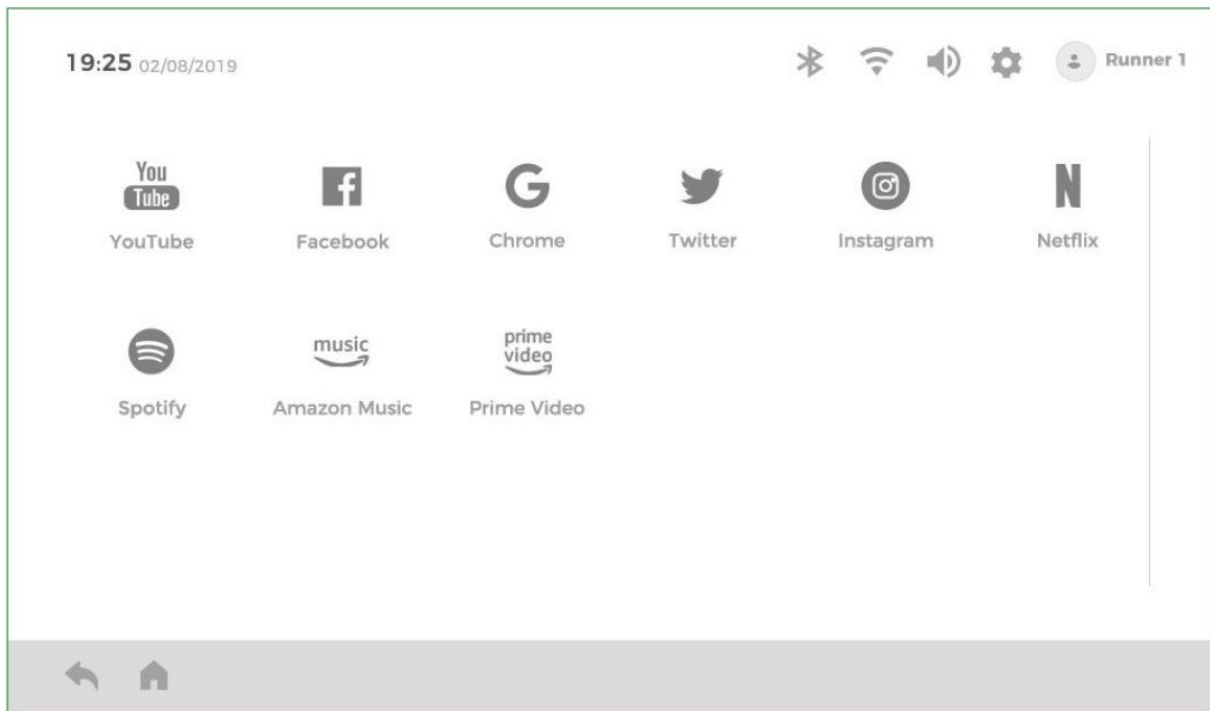 19:25 02/08/2019
Runner 1
You
Tube
YouTube
Facebook
G
Chrome
Twitter
Instagram
N
Netflix
Spotify
music
Amazon Music
prime
video
Prime Video